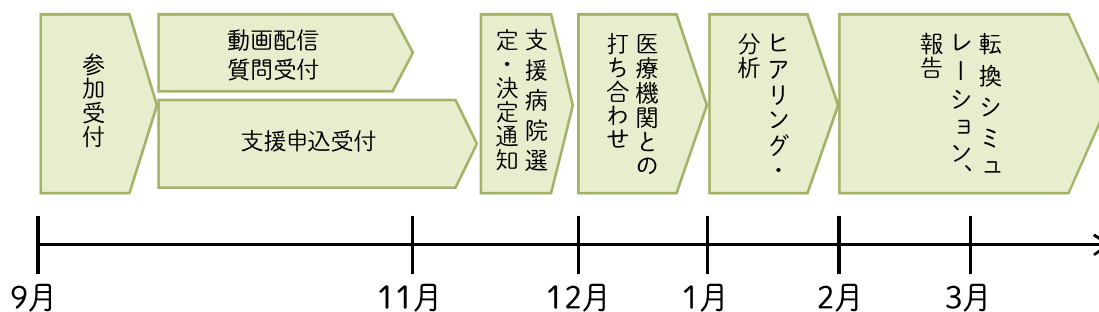 参加受付
動画配信
質問受付
支援申込受付
支援病院選
定・決定通知
医療機関との
打ち合わせ
ヒアリング・
分析
転換シミュ
レーション、
報告
9月
11月
12月
1月
2月
3月